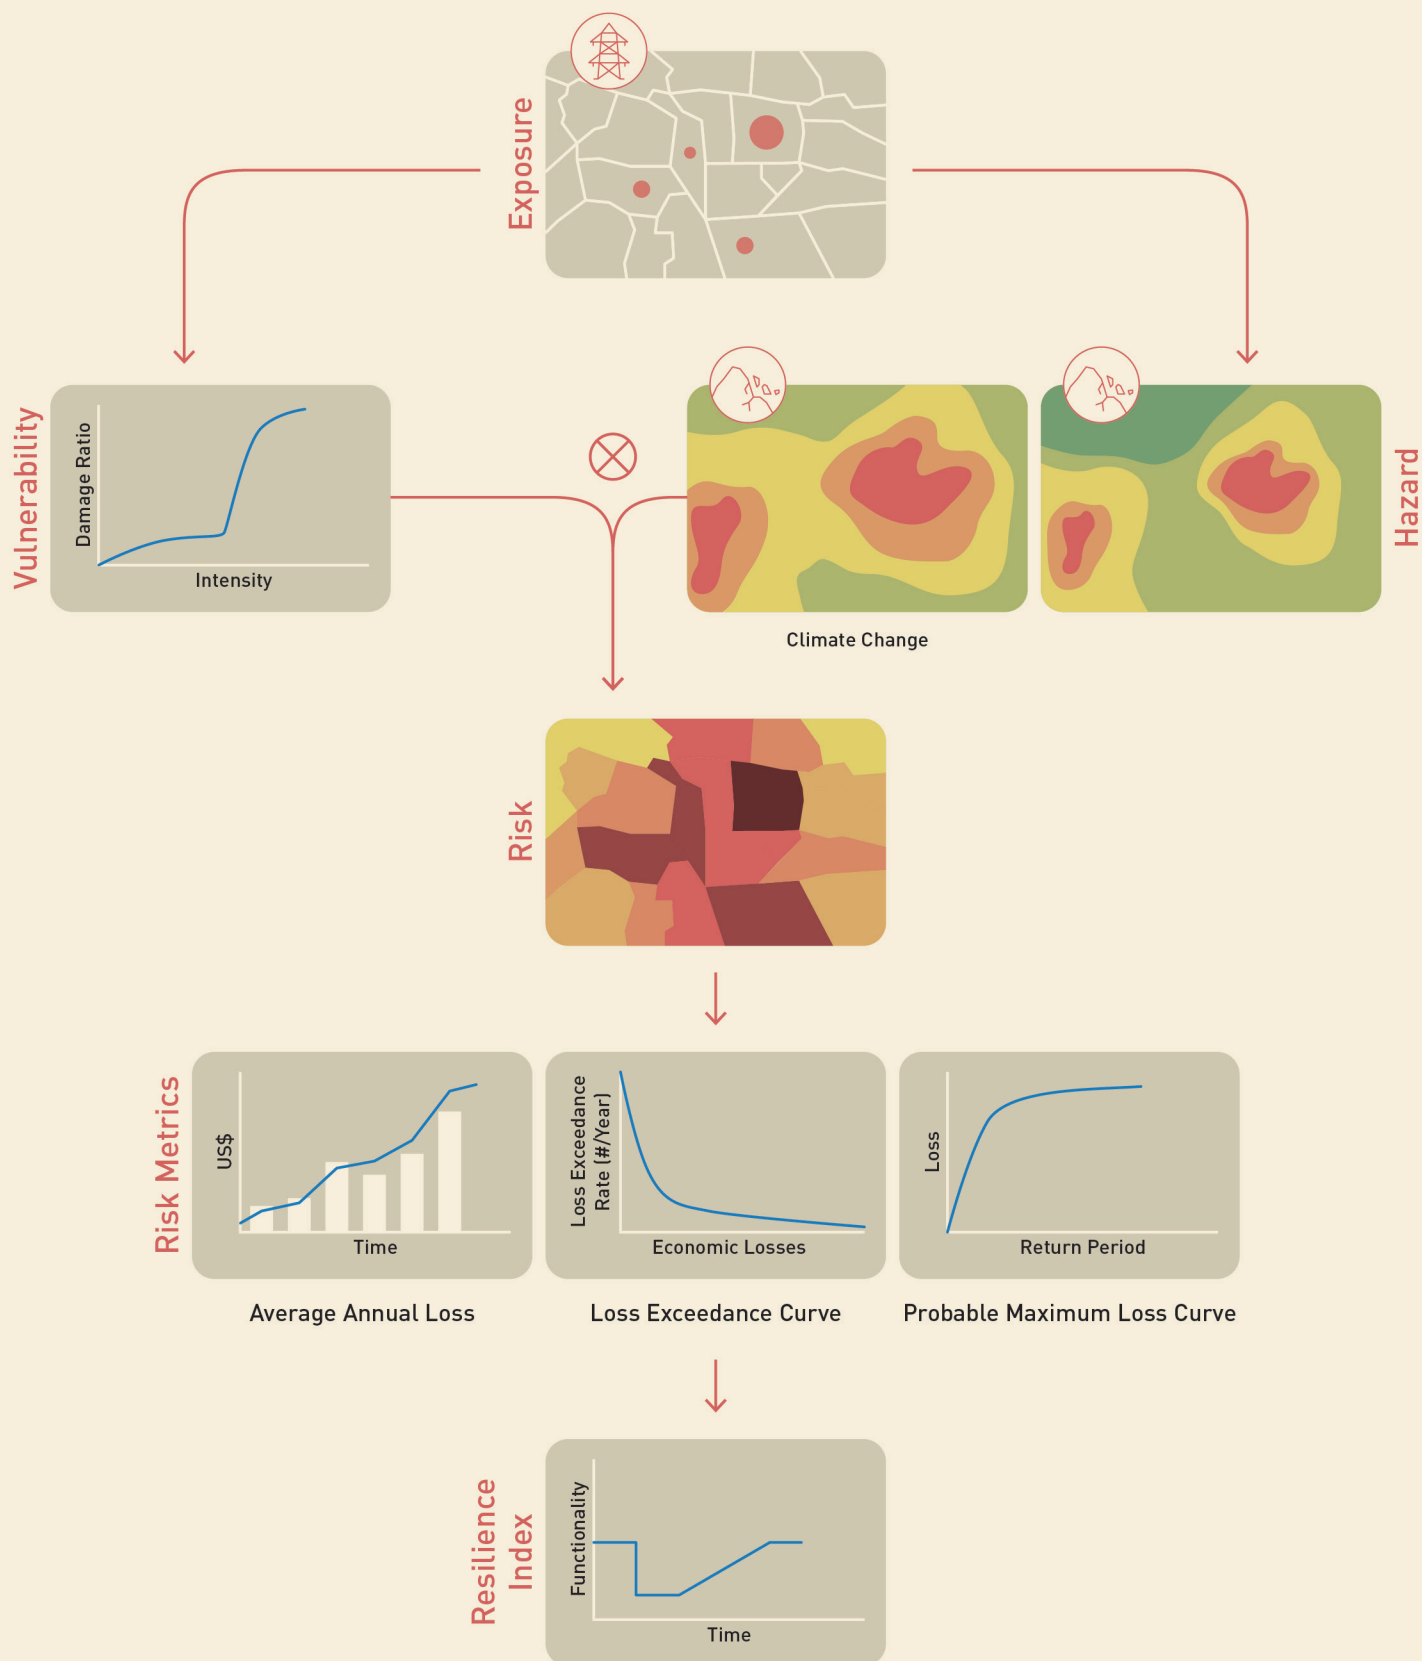 Exposure
Vulnerability
Damage Ratio
Intensity
Climate Change
Hazard
Risk
Risk Metrics
US$
Time
Average Annual Loss
Loss Exceedance
Rate (#/Year)
Economic Losses
Loss Exceedance Curve
Loss
Return Period
Probable Maximum Loss Curve
Resilience
Index
Functionality
Time